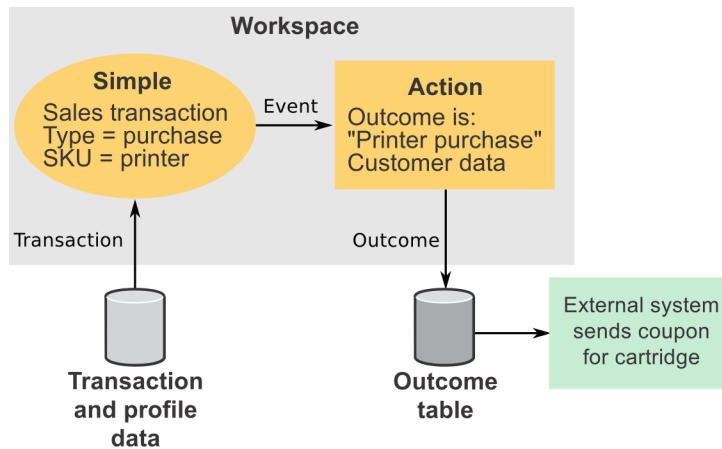 Workspace
Simple
Sales transaction
Type = purchase
SKU = printer
Event
Action
Outcome is:
"Printer purchase"
Customer data
Transaction
Outcome
Transaction
and profile
data
Outcome
table
External system
sends coupon
for cartridge